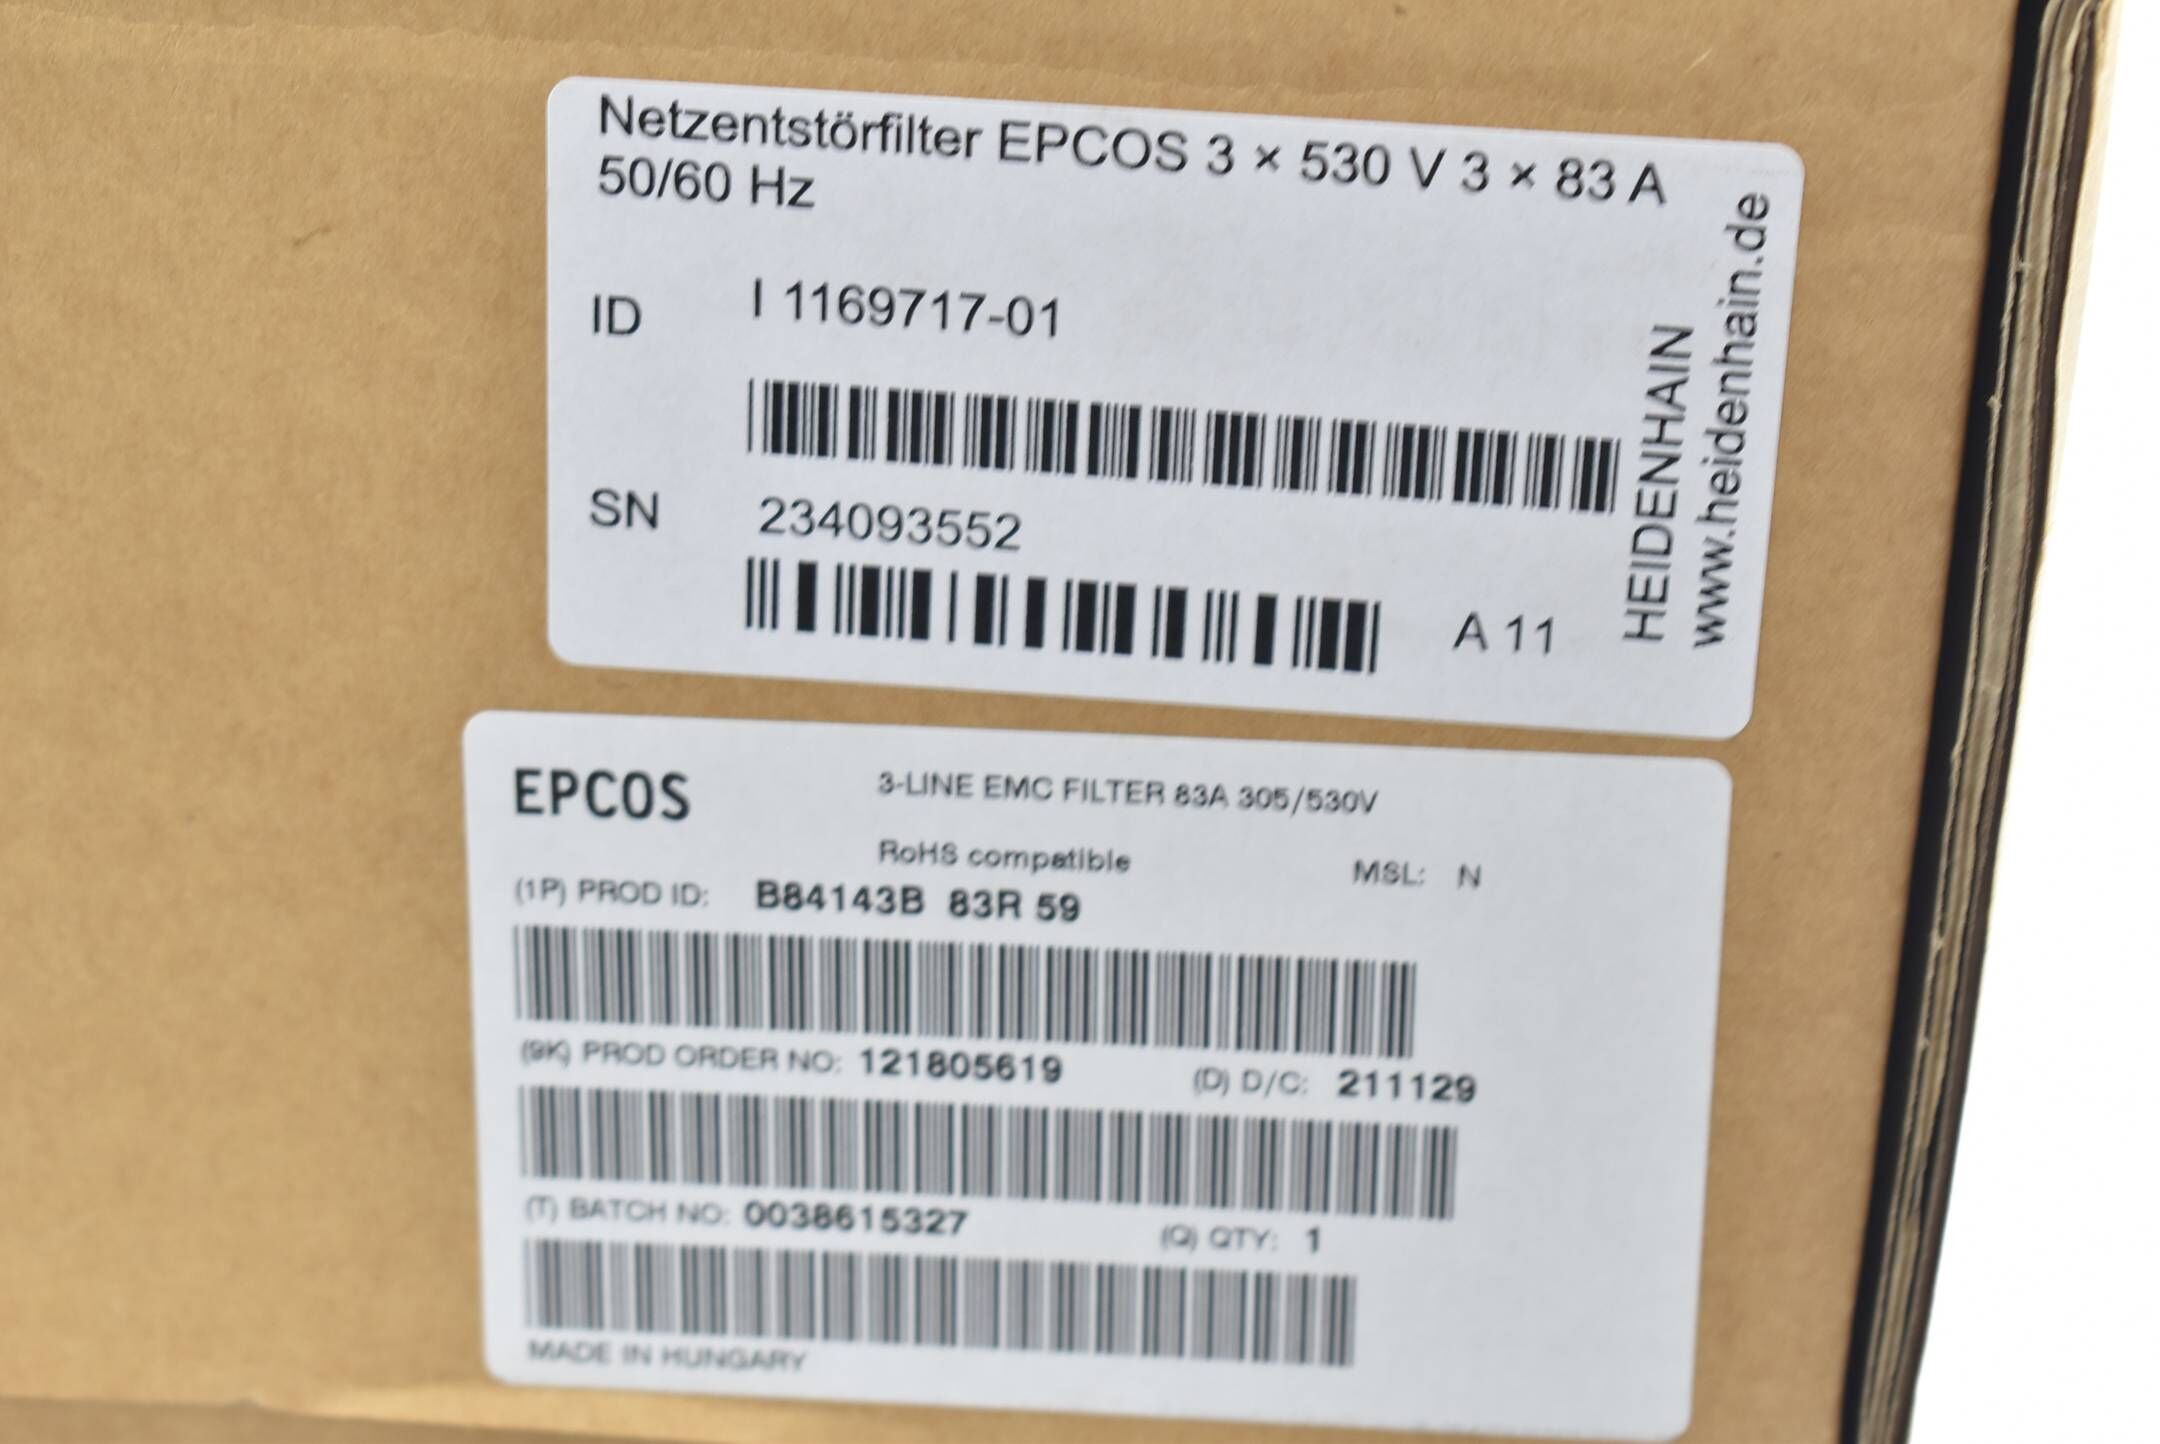 Netzentstörfilter EPCOS 3 × 530 V 3 × 83 A
50/60 Hz
ID I 1169717-01
SN 234093552
A 11
HEIDENHAIN
www.heidenhain.de
EPCOS 3-LINE EMC FILTER 83A 305/530V
RoHS compatible MSL: N
(1P) PROD ID: B84143B 83R 59
(9K) PROD ORDER NO: 121805619 (D) D/C: 211129
(T) BATCH NO: 0038615327 (Q) QTY: 1
MADE IN HUNGARY